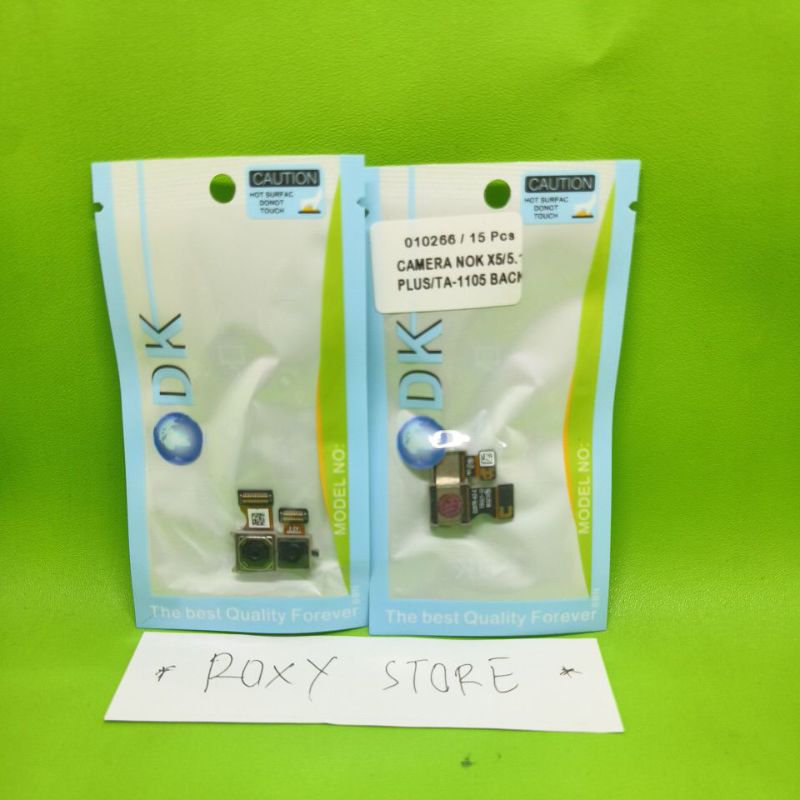 CAUTION
HOT SURFAC
DONOT
TOUCH
DK
MODEL NO:
The best Quality Forever
CAUTION
HOT SURFAC
DONOT
TOUCH
010266 / 15 Pcs
CAMERA NOK X5/5.1
PLUS/TA-1105 BACK
DK
MODEL NO:
The best Quality Forever
* ROXY STORE *